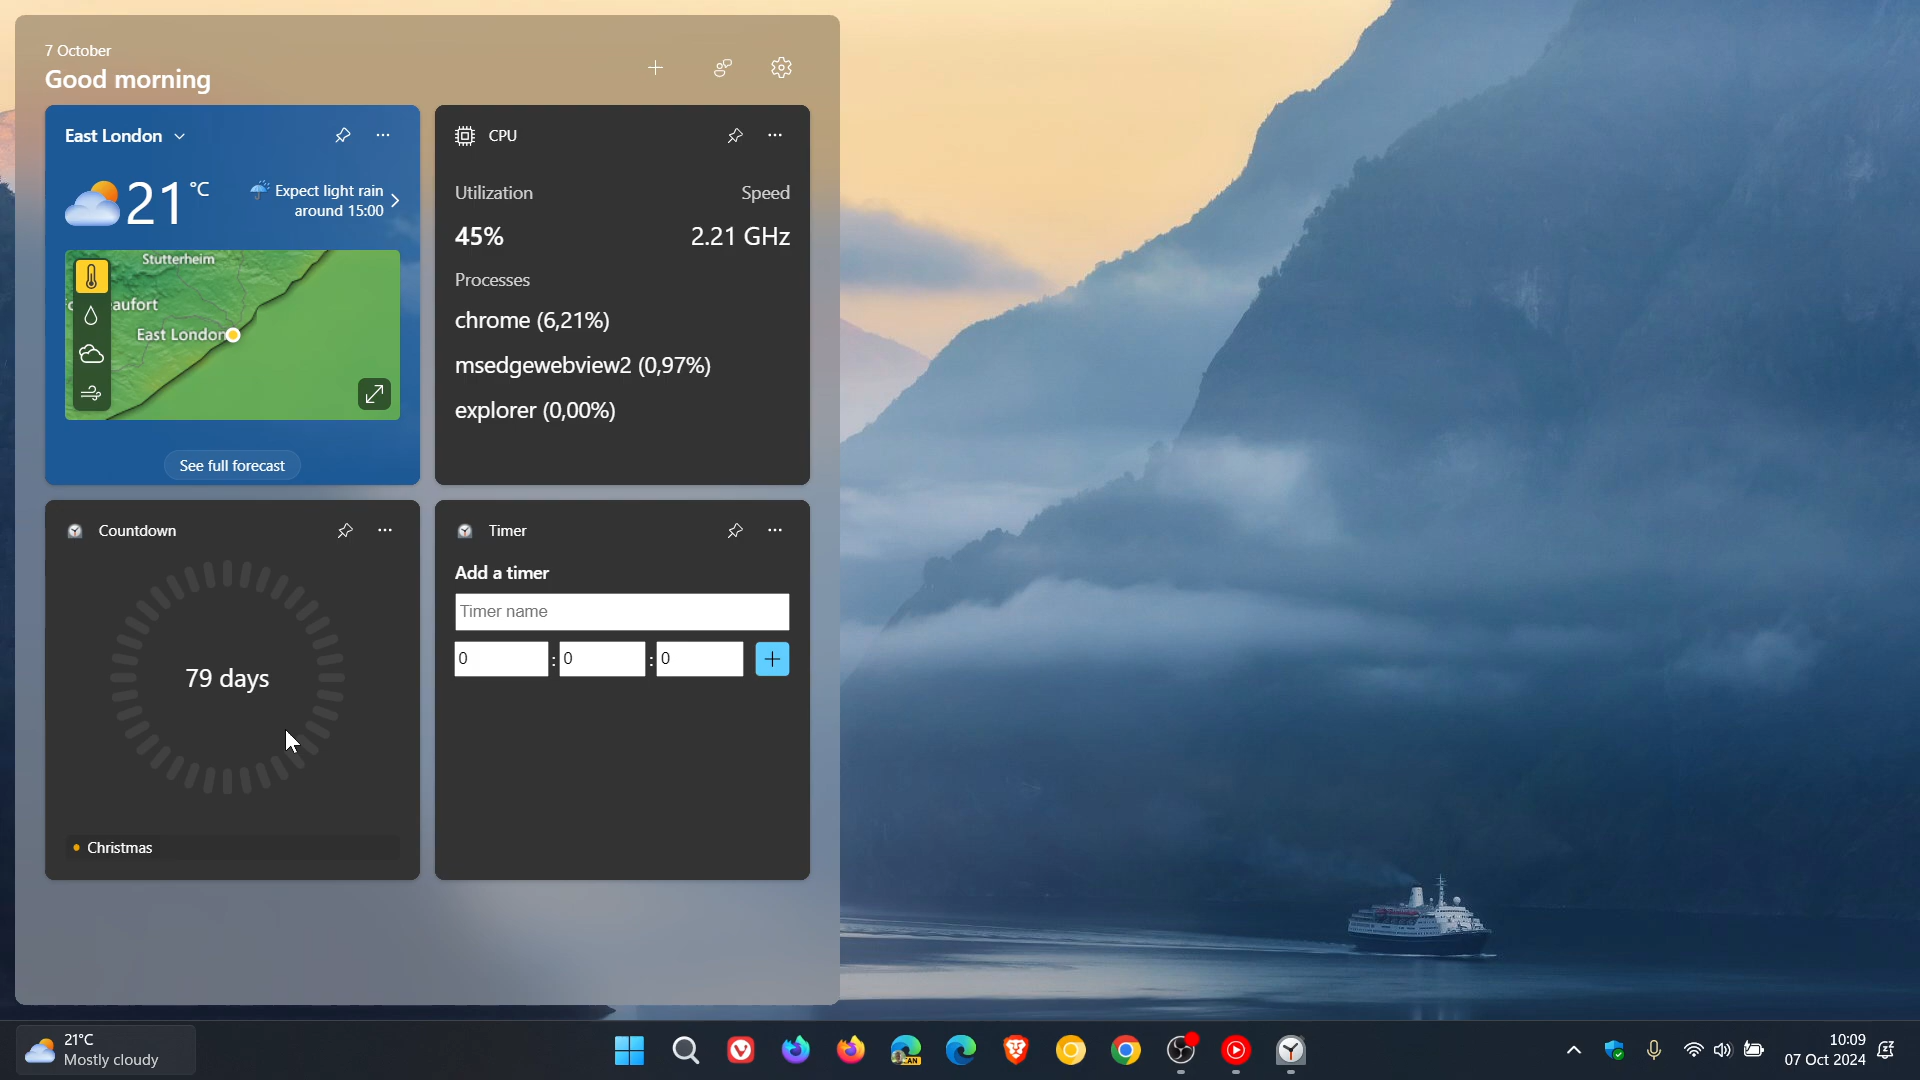 7 October
Good morning
East London
21 °C
Expect light rain
around 15:00
Stutterheim
aufort
East London
See full forecast
CPU
Utilization Speed
45% 2.21 GHz
Processes
chrome (6,21%)
msedgewebview2 (0,97%)
explorer (0,00%)
Countdown
79 days
Christmas
Timer
Add a timer
Timer name
0 : 0 : 0
21°C
Mostly cloudy
CAN
10:09
07 Oct 2024